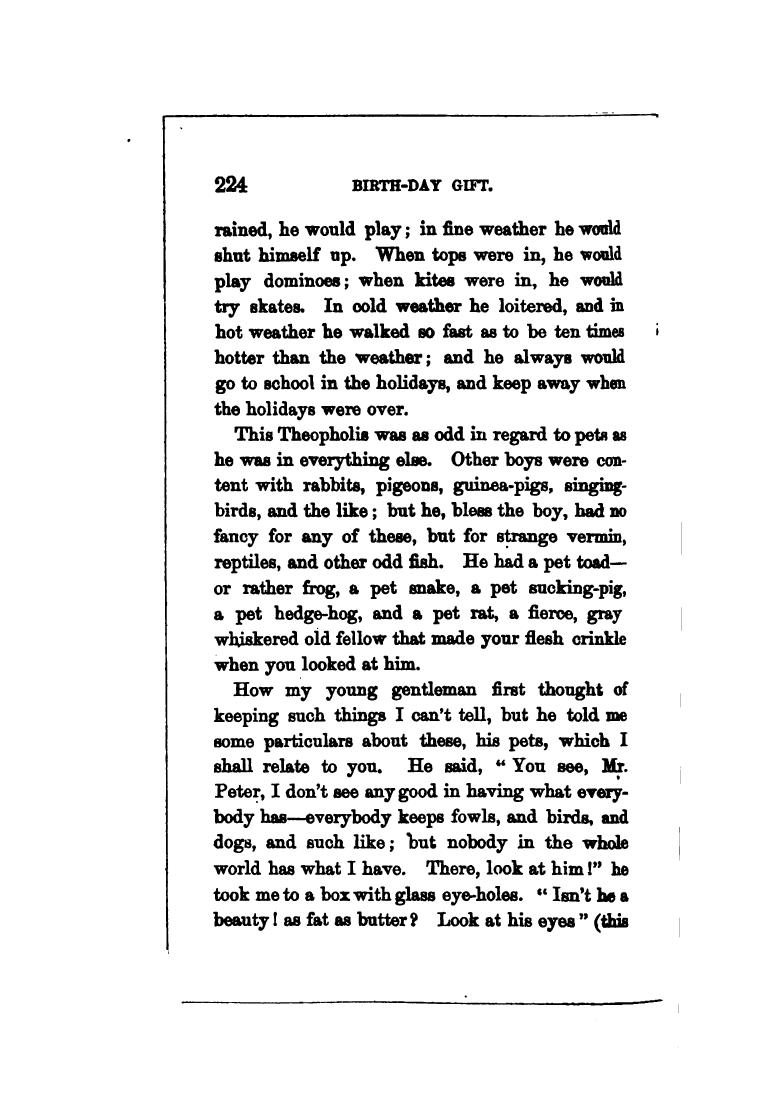 224 BIRTH-DAY GIFT.
rained, he would play; in fine weather he would
shut himself up. When tops were in, he would
play dominoes; when kites were in, he would
try skates. In cold weather he loitered, and in
hot weather he walked so fast as to be ten times
hotter than the weather; and he always would
go to school in the holidays, and keep away when
the holidays were over.
This Theopholis was as odd in regard to pets as
he was in everything else. Other boys were con-
tent with rabbits, pigeons, guinea-pigs, singing-
birds, and the like; but he, bless the boy, had no
fancy for any of these, but for strange vermin,
reptiles, and other odd fish. He had a pet toad—
or rather frog, a pet snake, a pet sucking-pig,
a pet hedge-hog, and a pet rat, a fierce, gray
whiskered old fellow that made your flesh crinkle
when you looked at him.
How my young gentleman first thought of
keeping such things I can't tell, but he told me
some particulars about these, his pets, which I
shall relate to you. He said, “ You see, Mr.
Peter, I don't see any good in having what every-
body has—everybody keeps fowls, and birds, and
dogs, and such like; but nobody in the whole
world has what I have. There, look at him!” he
took me to a box with glass eye-holes. “ Isn't he a
beauty! as fat as butter? Look at his eyes ” (this